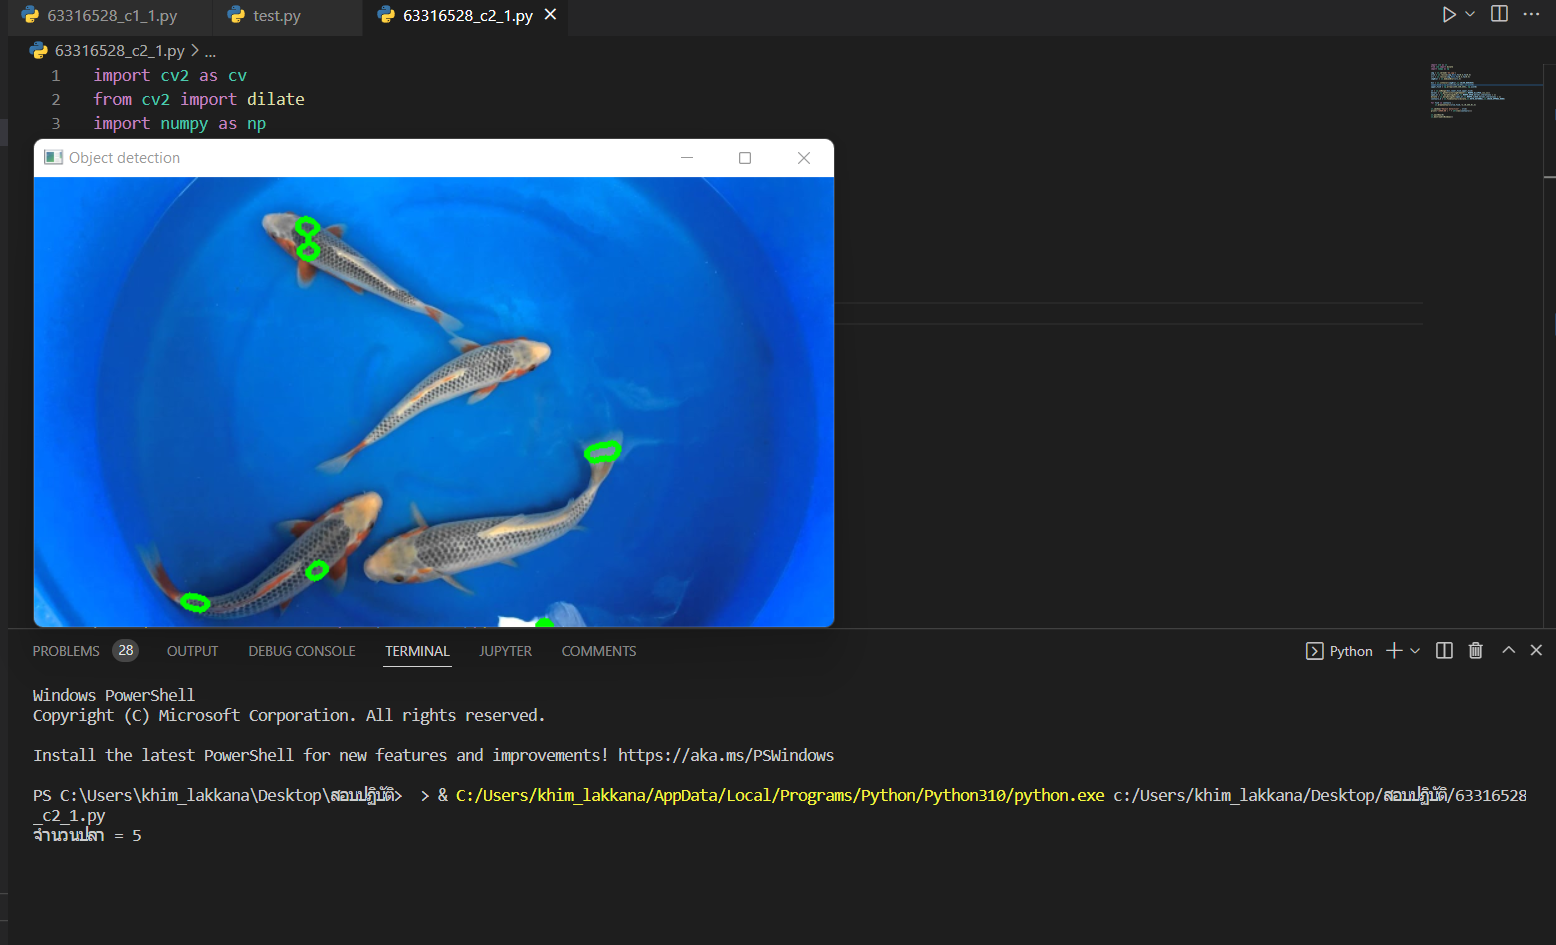 63316528_c1_1.py test.py 63316528_c2_1.py
63316528_c2_1.py > ...
1 import cv2 as cv
2 from cv2 import dilate
3 import numpy as np
Object detection
PROBLEMS 28 OUTPUT DEBUG CONSOLE TERMINAL JUPYTER COMMENTS Python
Windows PowerShell
Copyright (C) Microsoft Corporation. All rights reserved.
Install the latest PowerShell for new features and improvements! https://aka.ms/PSWindows
PS C:\Users\khim_lakkana\Desktop\สอบปฏิบัติ> > & C:/Users/khim_lakkana/AppData/Local/Programs/Python/Python310/python.exe c:/Users/khim_lakkana/Desktop/สอบปฏิบัติ/63316528
_c2_1.py
จำนวนปลา = 5